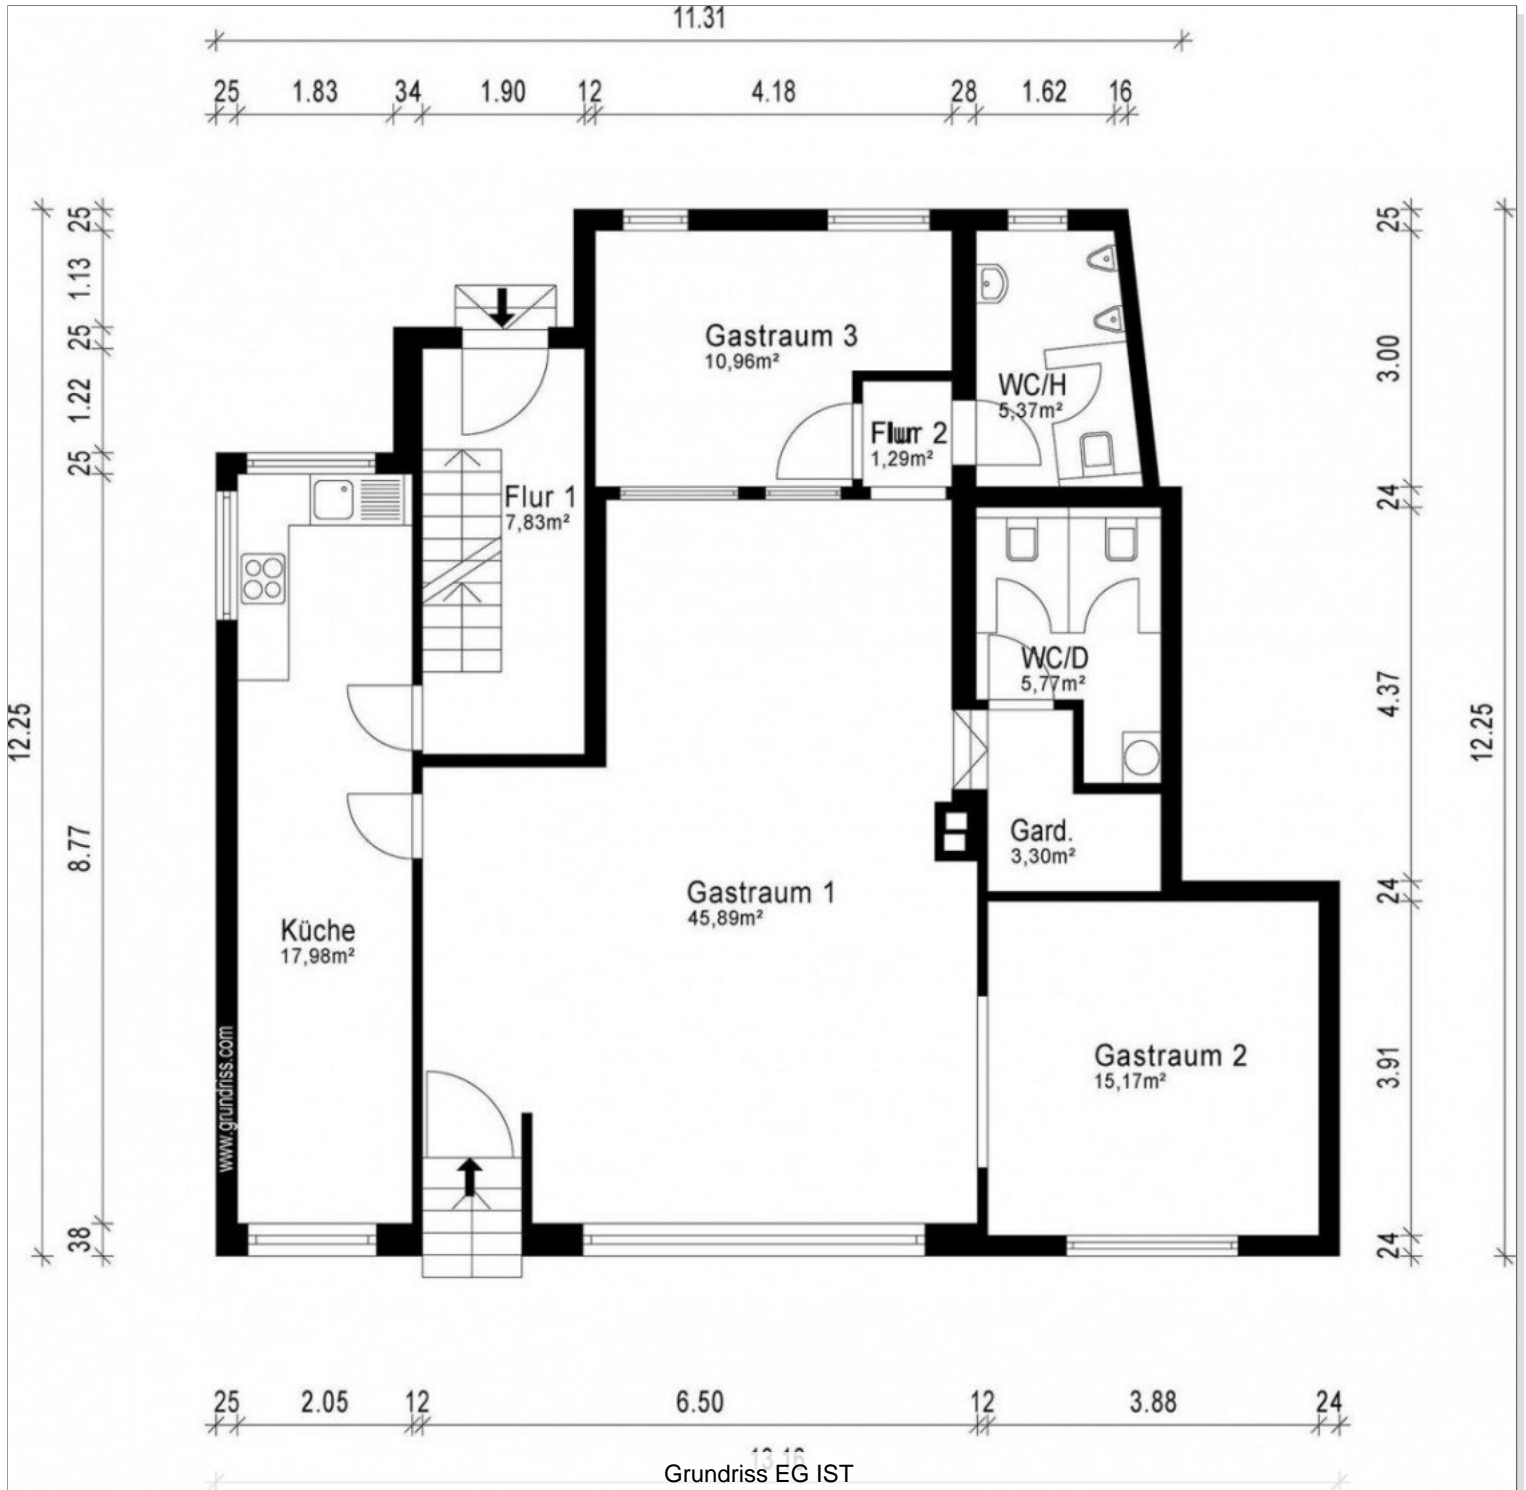 11.31
25 1.83 34 1.90 12 4.18 28 1.62 16
25
1.13
25
1.22
25
8.77
38
12.25
25
3.00
24
4.37
24
3.91
24
12.25
Gastraum 3
10,96m²
WC/H
5,37m²
Flur 2
1,29m²
Flur 1
7,83m²
WC/D
5,77m²
Gard.
3,30m²
Gastraum 1
45,89m²
Küche
17,98m²
Gastraum 2
15,17m²
www.grundriss.com
25 2.05 12 6.50 12 3.88 24
13.16
Grundriss EG IST